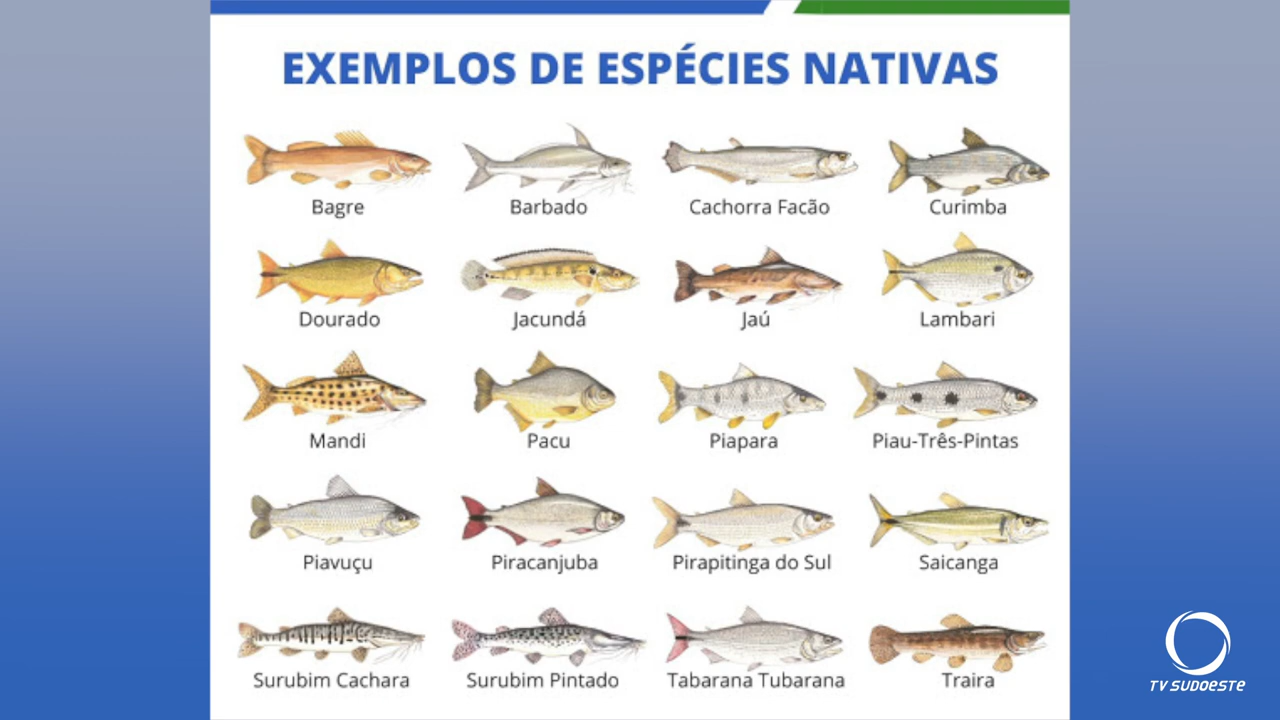 EXEMPLOS DE ESPÉCIES NATIVAS
Bagre
Barbado
Cachorra Facão
Curimba
Dourado
Jacundá
Jaú
Lambari
Mandi
Pacu
Piapara
Piau-Três-Pintas
Piavuçu
Piracanjuba
Pirapitinga do Sul
Saicanga
Surubim Cachara
Surubim Pintado
Tabarana Tubarana
Traira
TV SUDOESTE